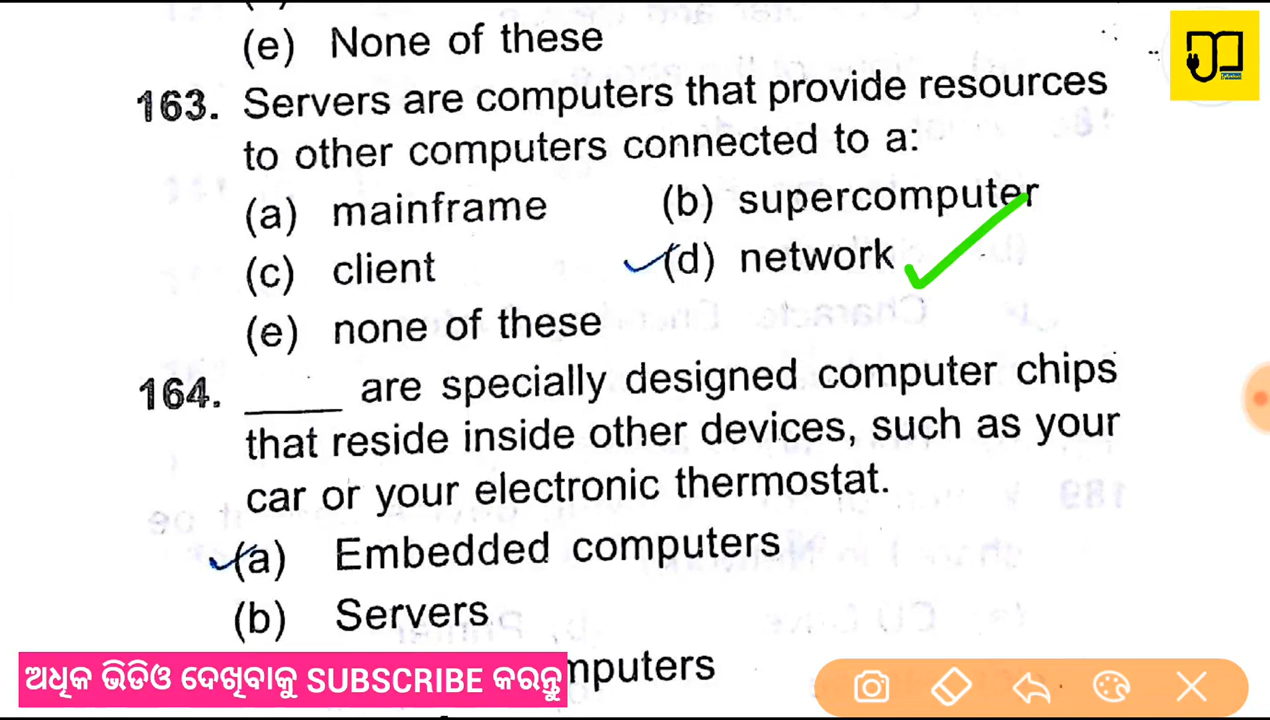 (e) None of these
163. Servers are computers that provide resources
to other computers connected to a:
(a) mainframe (b) supercomputer
(c) client (d) network
(e) none of these
164. _____ are specially designed computer chips
that reside inside other devices, such as your
car or your electronic thermostat.
(a) Embedded computers
(b) Servers
ଅଧିକ ଭିଡିଓ ଦେଖିବାକୁ SUBSCRIBE କରନ୍ତୁ mputers